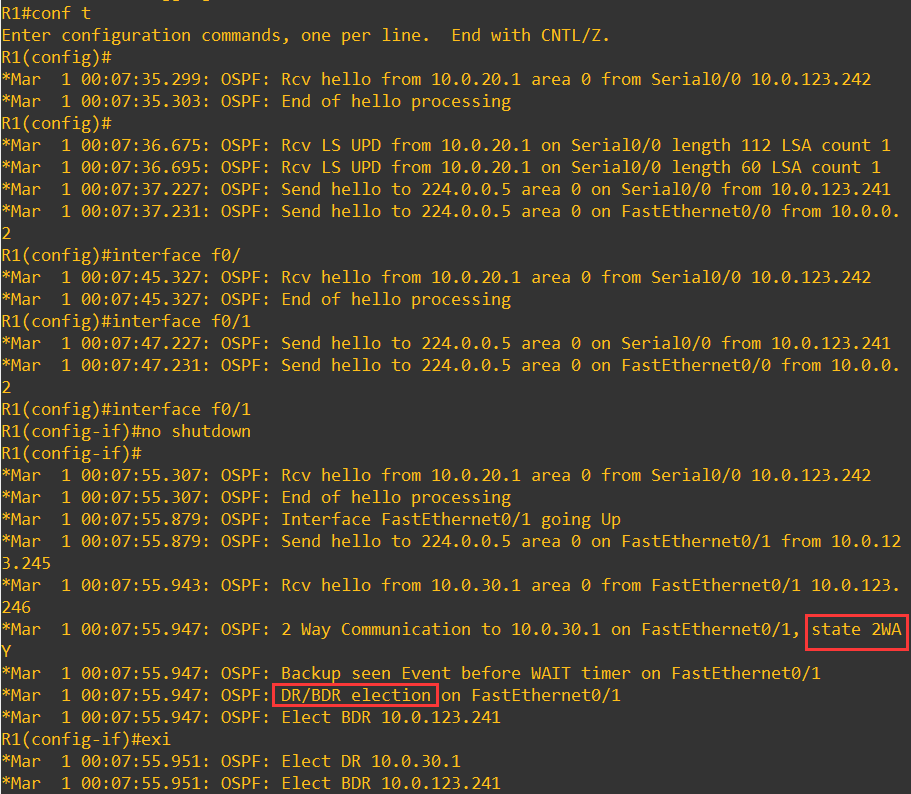 R1#conf t
Enter configuration commands, one per line.  End with CNTL/Z.
R1(config)#
*Mar  1 00:07:35.299: OSPF: Rcv hello from 10.0.20.1 area 0 from Serial0/0 10.0.123.242
*Mar  1 00:07:35.303: OSPF: End of hello processing
R1(config)#
*Mar  1 00:07:36.675: OSPF: Rcv LS UPD from 10.0.20.1 on Serial0/0 length 112 LSA count 1
*Mar  1 00:07:36.695: OSPF: Rcv LS UPD from 10.0.20.1 on Serial0/0 length 60 LSA count 1
*Mar  1 00:07:37.227: OSPF: Send hello to 224.0.0.5 area 0 on Serial0/0 from 10.0.123.241
*Mar  1 00:07:37.231: OSPF: Send hello to 224.0.0.5 area 0 on FastEthernet0/0 from 10.0.0.
2
R1(config)#interface f0/
*Mar  1 00:07:45.327: OSPF: Rcv hello from 10.0.20.1 area 0 from Serial0/0 10.0.123.242
*Mar  1 00:07:45.327: OSPF: End of hello processing
R1(config)#interface f0/1
*Mar  1 00:07:47.227: OSPF: Send hello to 224.0.0.5 area 0 on Serial0/0 from 10.0.123.241
*Mar  1 00:07:47.231: OSPF: Send hello to 224.0.0.5 area 0 on FastEthernet0/0 from 10.0.0.
2
R1(config)#interface f0/1
R1(config-if)#no shutdown
R1(config-if)#
*Mar  1 00:07:55.307: OSPF: Rcv hello from 10.0.20.1 area 0 from Serial0/0 10.0.123.242
*Mar  1 00:07:55.307: OSPF: End of hello processing
*Mar  1 00:07:55.879: OSPF: Interface FastEthernet0/1 going Up
*Mar  1 00:07:55.879: OSPF: Send hello to 224.0.0.5 area 0 on FastEthernet0/1 from 10.0.12
3.245
*Mar  1 00:07:55.943: OSPF: Rcv hello from 10.0.30.1 area 0 from FastEthernet0/1 10.0.123.
246
*Mar  1 00:07:55.947: OSPF: 2 Way Communication to 10.0.30.1 on FastEthernet0/1, state 2WA
Y
*Mar  1 00:07:55.947: OSPF: Backup seen Event before WAIT timer on FastEthernet0/1
*Mar  1 00:07:55.947: OSPF: DR/BDR election on FastEthernet0/1
*Mar  1 00:07:55.947: OSPF: Elect BDR 10.0.123.241
R1(config-if)#exi
*Mar  1 00:07:55.951: OSPF: Elect DR 10.0.30.1
*Mar  1 00:07:55.951: OSPF: Elect BDR 10.0.123.241